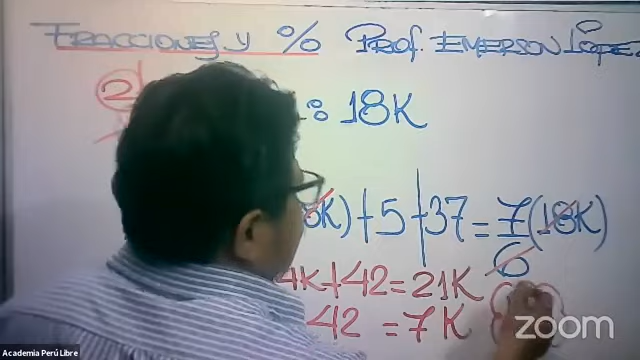 FRACCIONES Y % PROF. EMERSON LÓPEZ
2
: 18K
K) + 5 + 37 = 7/6 (18K)
4K + 42 = 21K
42 = 7K
zoom
Academia Perú Libre